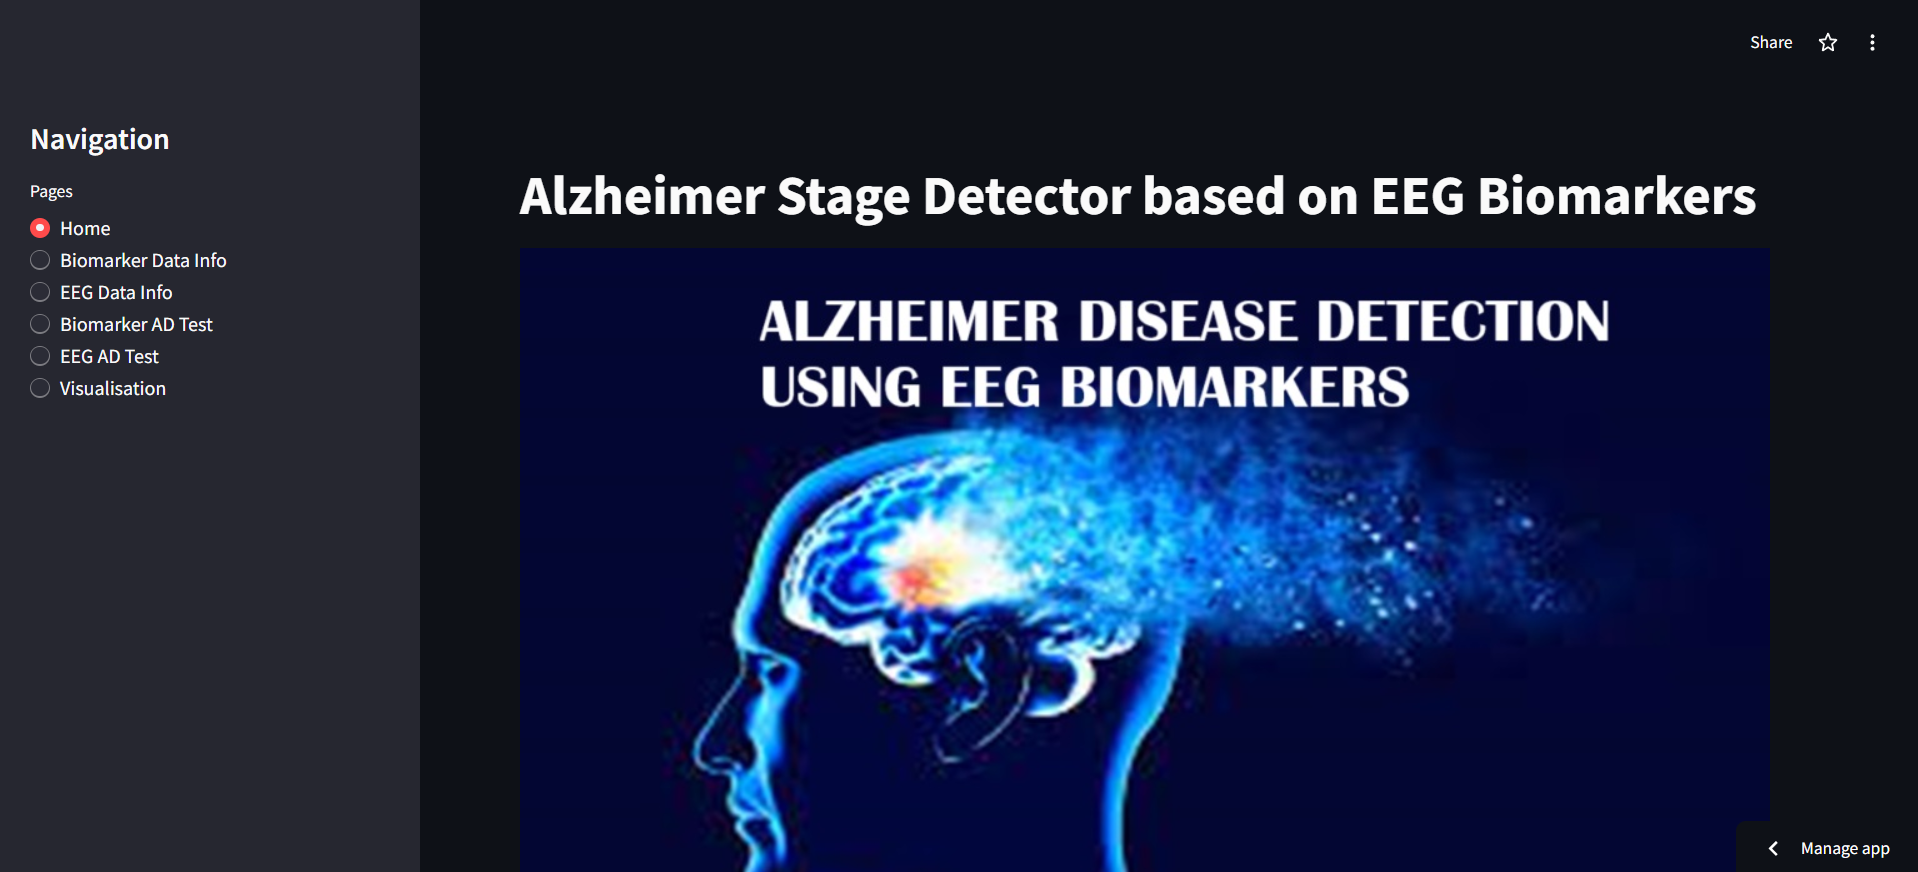 Share
Navigation
Pages
Home
Biomarker Data Info
EEG Data Info
Biomarker AD Test
EEG AD Test
Visualisation
Alzheimer Stage Detector based on EEG Biomarkers
ALZHEIMER DISEASE DETECTION
USING EEG BIOMARKERS
Manage app